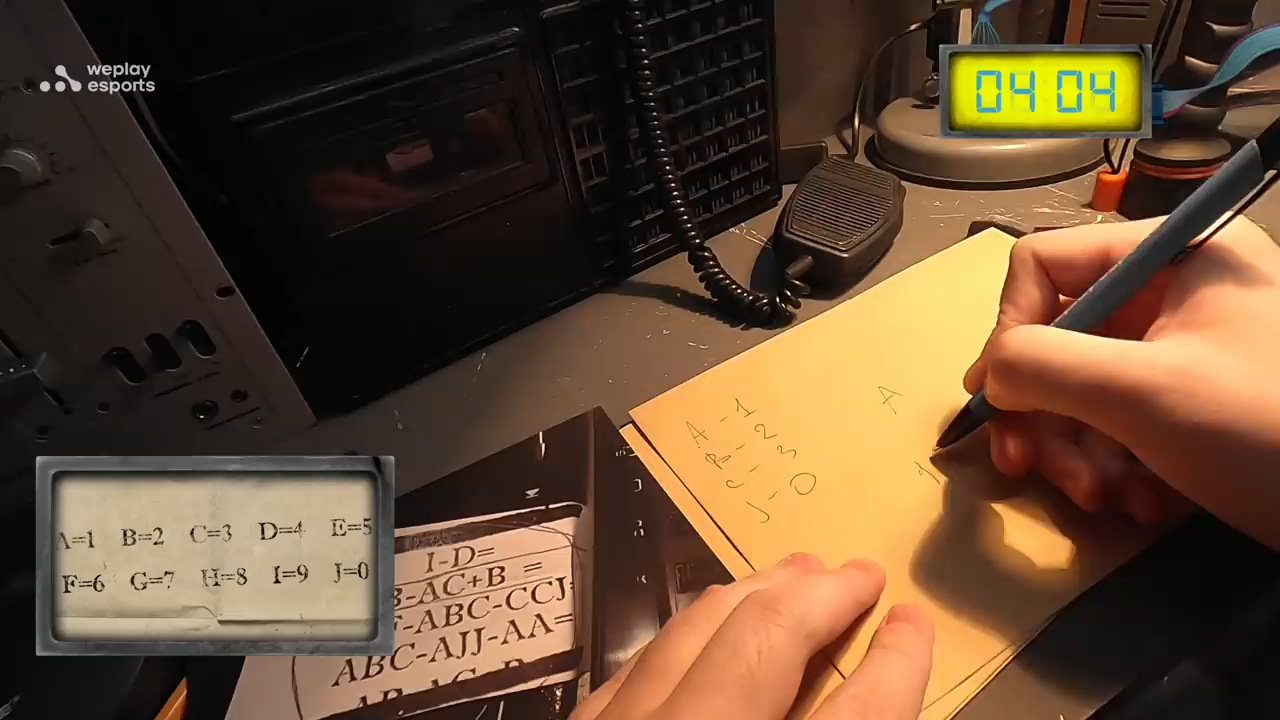 weplay
esports
04 04
A - 1
B - 2
C - 3
J - 0
A
A=1 B=2 C=3 D=4 E=5
F=6 G=7 H=8 I=9 J=0
I-D=
B-AC+B =
-ABC-CCJ
ABC-AJJ-AA=